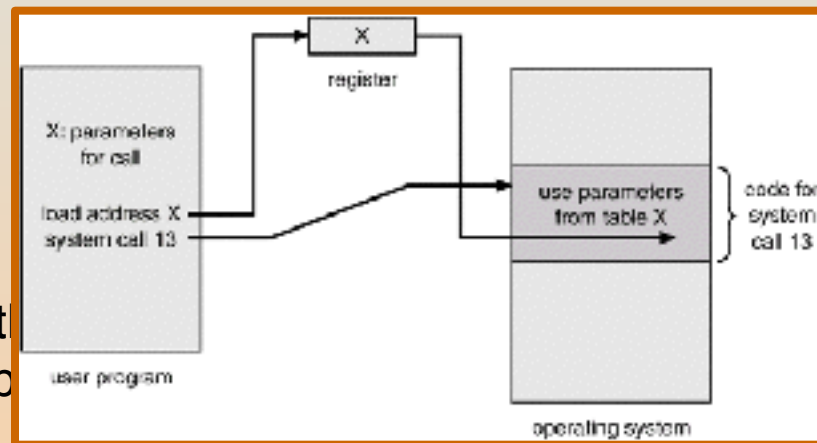 X
register
X: parameters
for call
load address X
system call 13
use parameters
from table X
code for
system
call 13
user program
operating system